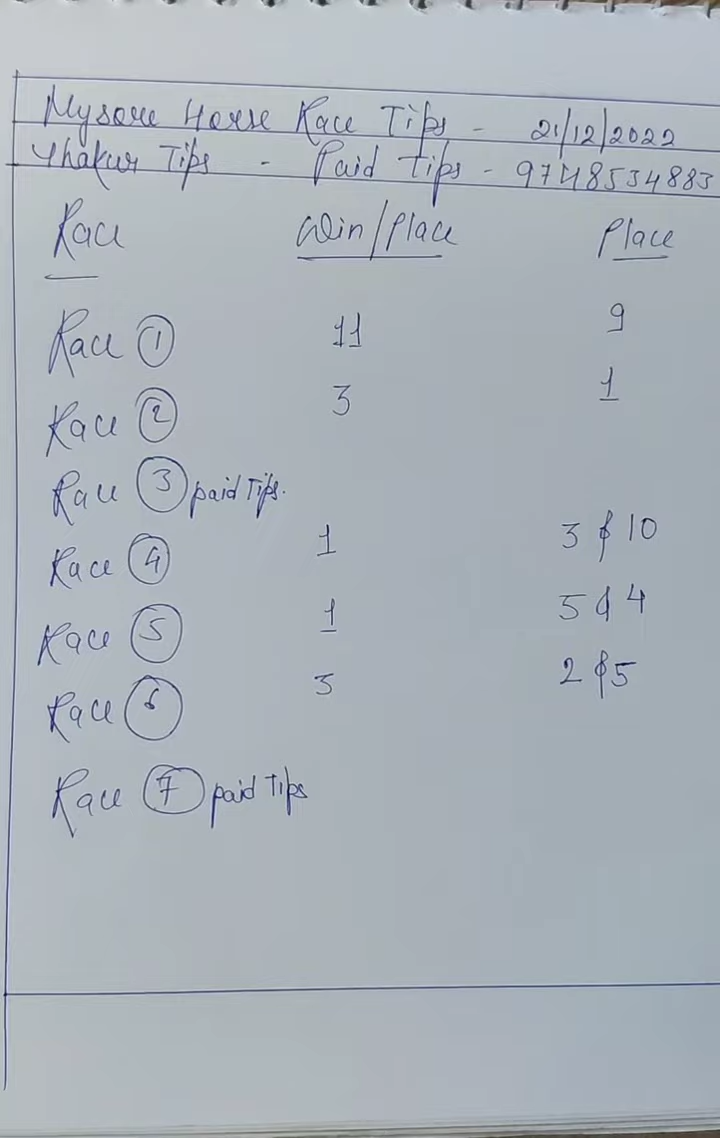 Mysore Horse Race Tips - 21/12/2022
Thakur Tips - Paid tips - 9748534883
Race Win/Place Place
Race ① 11 9
Race ② 3 1
Race ③ paid Tips.
Race ④ 1 3 & 10
Race ⑤ 1 5 & 4
Race ⑥ 3 2 & 5
Race ⑦ paid Tips